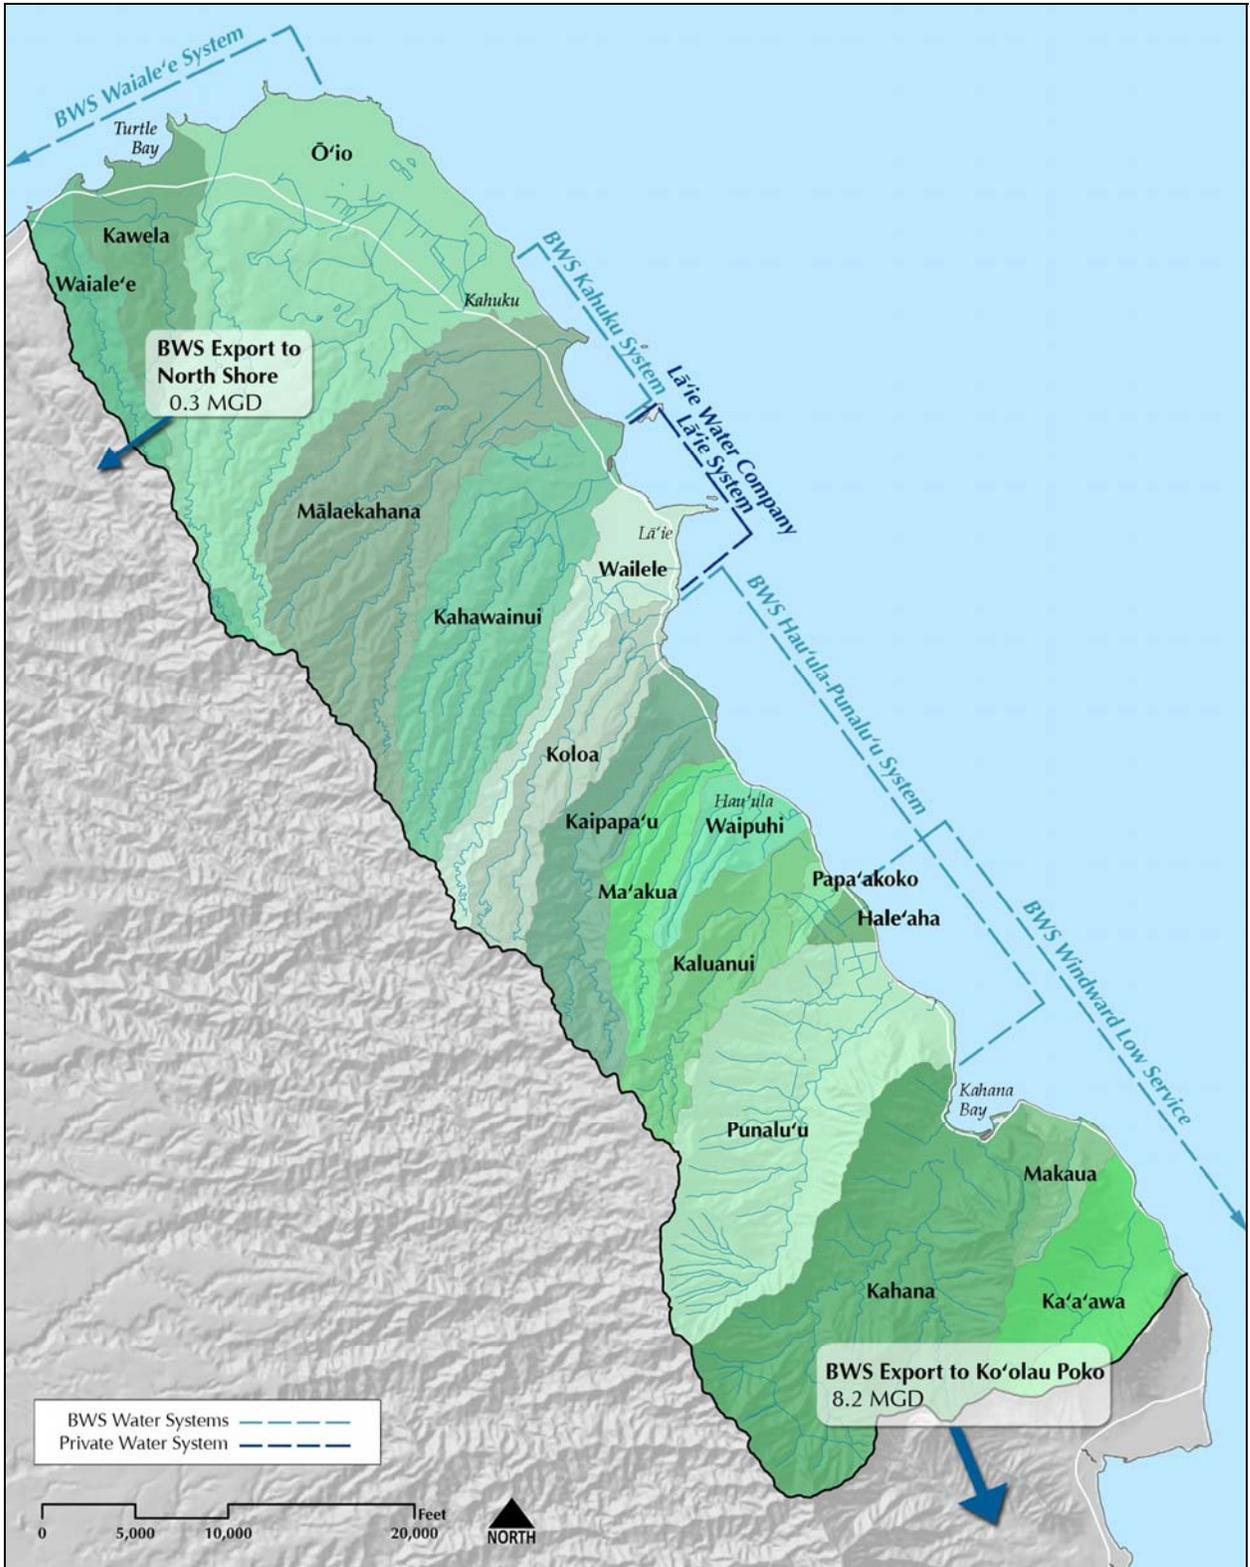 BWS Waiale‘e System
Turtle
Bay
Ō‘io
Kawela
Waiale‘e
BWS Kahuku System
Kahuku
BWS Export to
North Shore
0.3 MGD
Lā‘ie Water Company
Lā‘ie System
Mālaekahana
Lā‘ie
Wailele
Kahawainui
BWS Hau‘ula-Punalu‘u System
Koloa
Hau‘ula
Kaipapa‘u
Waipuhi
Ma‘akua
Papa‘akoko
Hale‘aha
Kaluanui
BWS Windward Low Service
Kahana
Bay
Punalu‘u
Makaua
Kahana
Ka‘a‘awa
BWS Export to Ko‘olau Poko
8.2 MGD
BWS Water Systems
Private Water System
Feet
0 5,000 10,000 20,000
NORTH